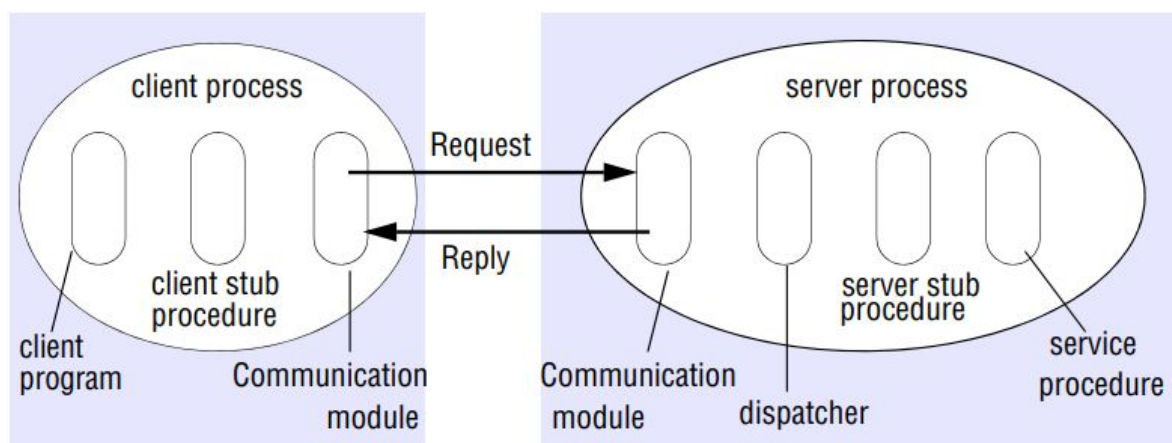 client process
server process
Request
Reply
client stub
procedure
server stub
procedure
client
program
Communication
module
Communication
module
dispatcher
service
procedure